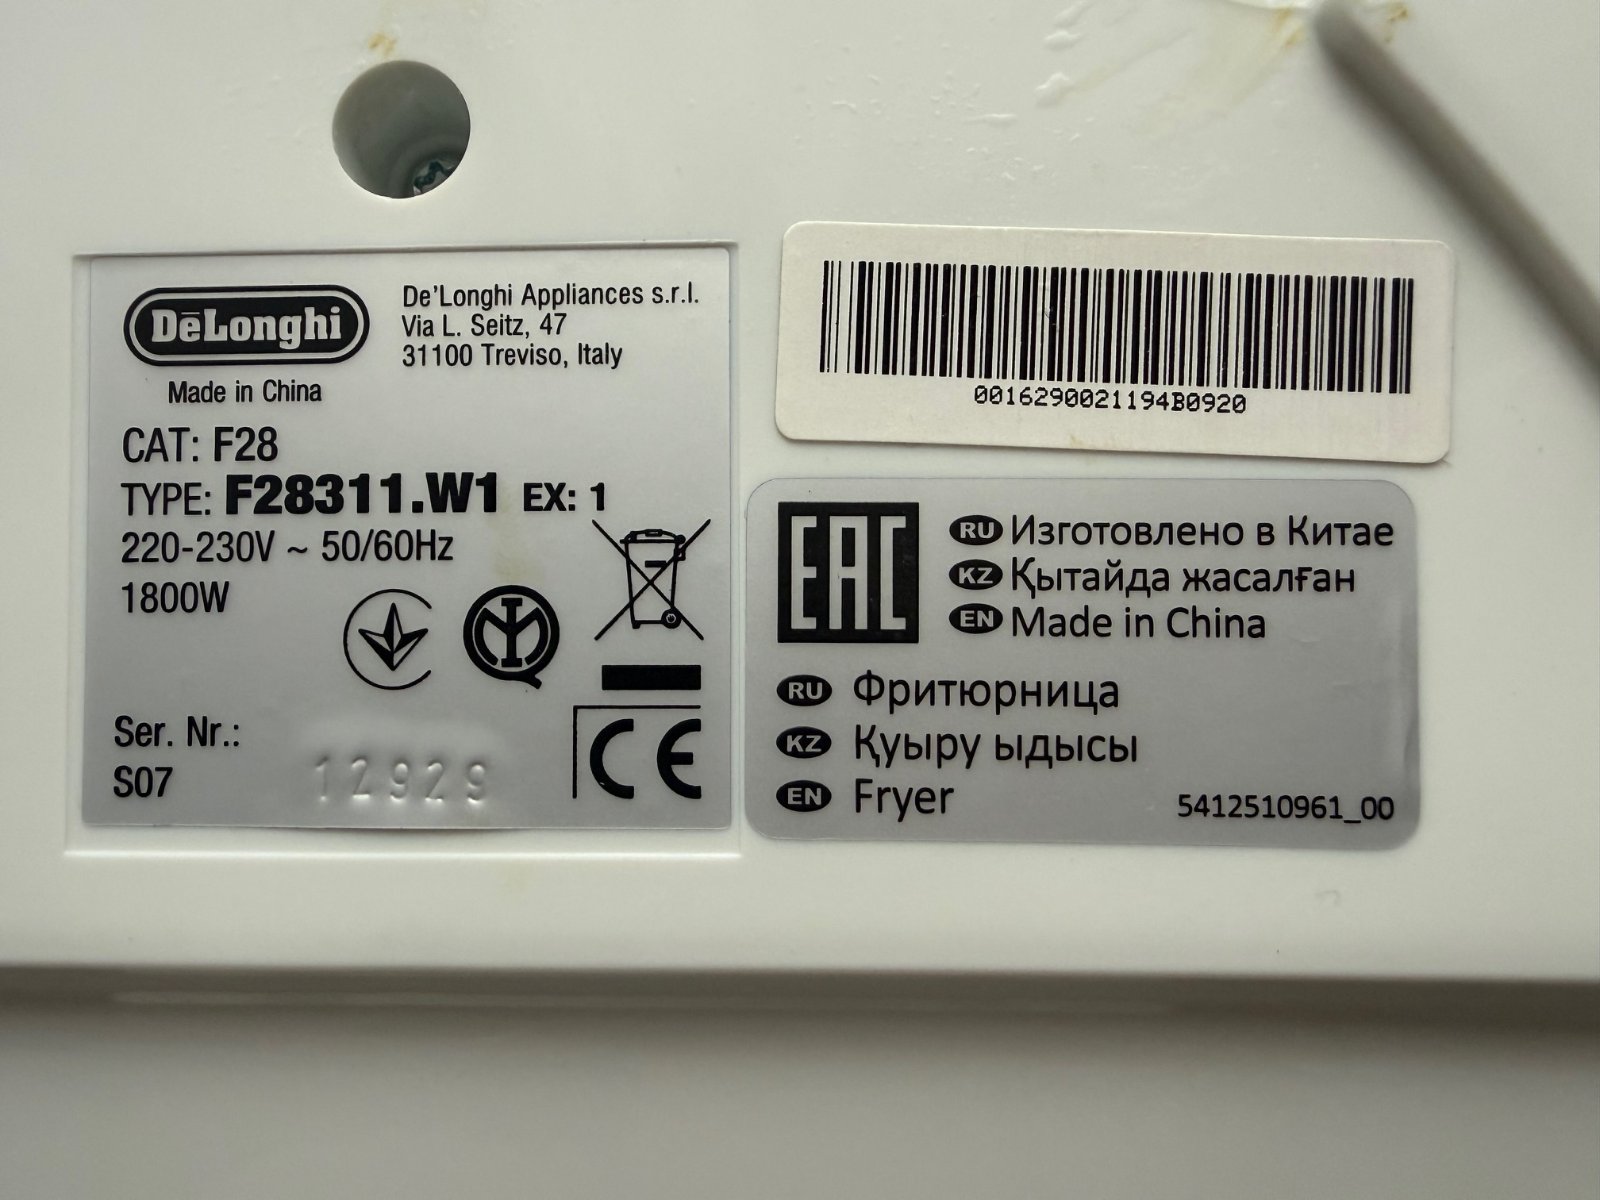 DeLonghi
De'Longhi Appliances s.r.l.
Via L. Seitz, 47
31100 Treviso, Italy
Made in China
CAT: F28
TYPE: F28311.W1 EX: 1
220-230V ~ 50/60Hz
1800W
Ser. Nr.:
S07
12929
CE
0016290021194B0920
EAC
RU Изготовлено в Китае
KZ Қытайда жасалған
EN Made in China
RU Фритюрница
KZ Қуыру ыдысы
EN Fryer
5412510961_00